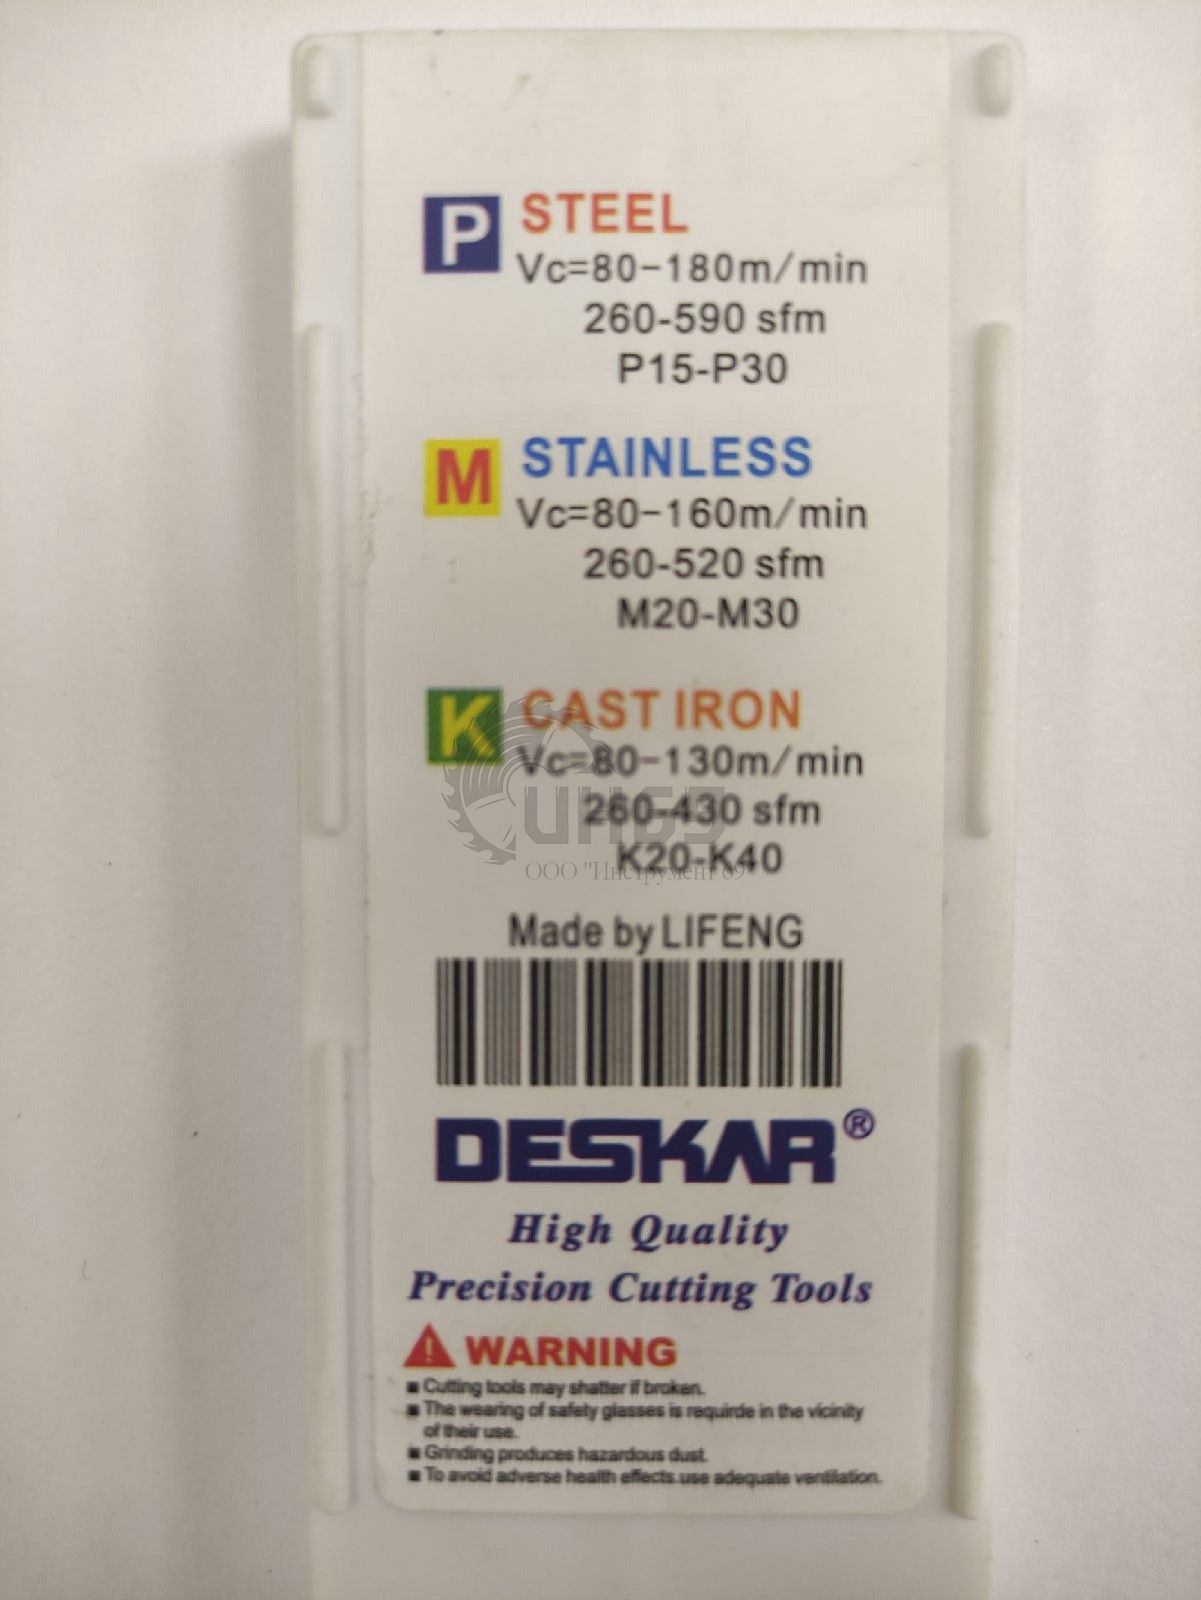 P STEEL
Vc=80-180m/min
260-590 sfm
P15-P30
M STAINLESS
Vc=80-160m/min
260-520 sfm
M20-M30
K CAST IRON
Vc=80-130m/min
260-430 sfm
K20-K40
ООО "Инструмент 69"
Made by LIFENG
DESKAR®
High Quality
Precision Cutting Tools
WARNING
■ Cutting tools may shatter if broken.
■ The wearing of safety glasses is requirde in the vicinity
of their use.
■ Grinding produces hazardous dust.
■ To avoid adverse health effects.use adequate ventilation.